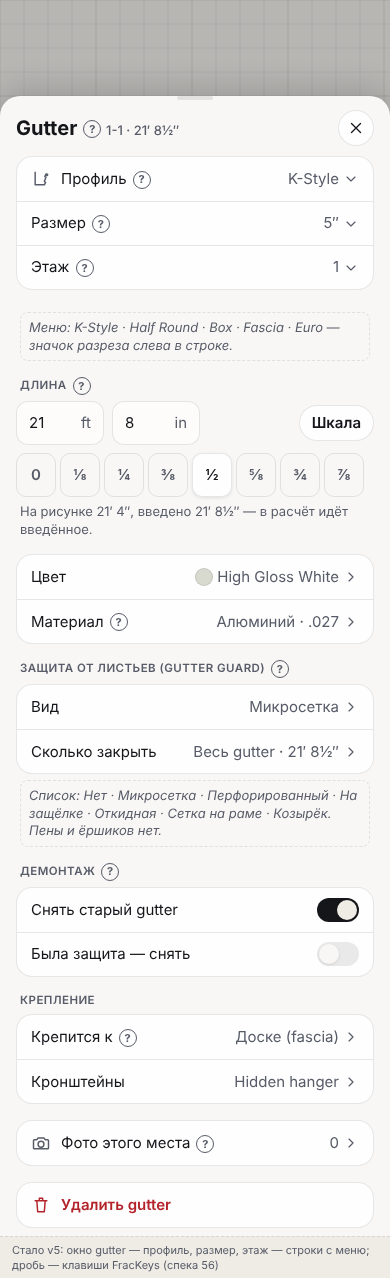 Gutter ? 1-1 · 21′ 8½″
Профиль ? K-Style
Размер ? 5″
Этаж ? 1
Меню: K-Style · Half Round · Box · Fascia · Euro —
значок разреза слева в строке.
ДЛИНА ?
21 ft 8 in Шкала
0 ⅛ ¼ ⅜ ½ ⅝ ¾ ⅞
На рисунке 21′ 4″, введено 21′ 8½″ — в расчёт идёт
введённое.
Цвет High Gloss White
Материал ? Алюминий · .027
ЗАЩИТА ОТ ЛИСТЬЕВ (GUTTER GUARD) ?
Вид Микросетка
Сколько закрыть Весь gutter · 21′ 8½″
Список: Нет · Микросетка · Перфорированный · На
защёлке · Откидная · Сетка на раме · Козырёк.
Пены и ёршиков нет.
ДЕМОНТАЖ ?
Снять старый gutter
Была защита — снять
КРЕПЛЕНИЕ
Крепится к ? Доске (fascia)
Кронштейны Hidden hanger
Фото этого места ? 0
Удалить gutter
Стало v5: окно gutter — профиль, размер, этаж — строки с меню;
дробь — клавиши FracKeys (спека 56)